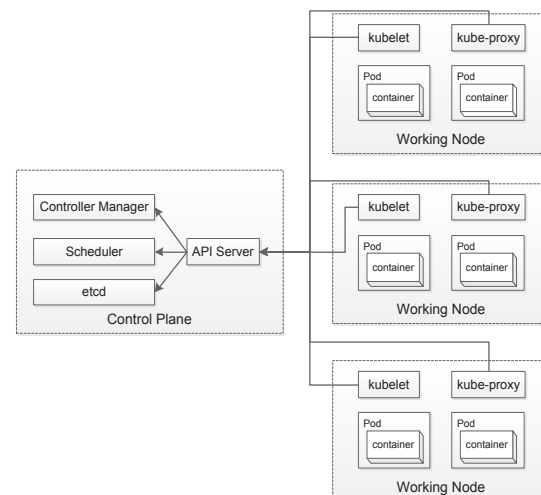 kubelet kube-proxy
Pod Pod
container container
Working Node
Controller Manager
Scheduler
etcd
API Server
Control Plane
kubelet kube-proxy
Pod Pod
container container
Working Node
kubelet kube-proxy
Pod Pod
container container
Working Node